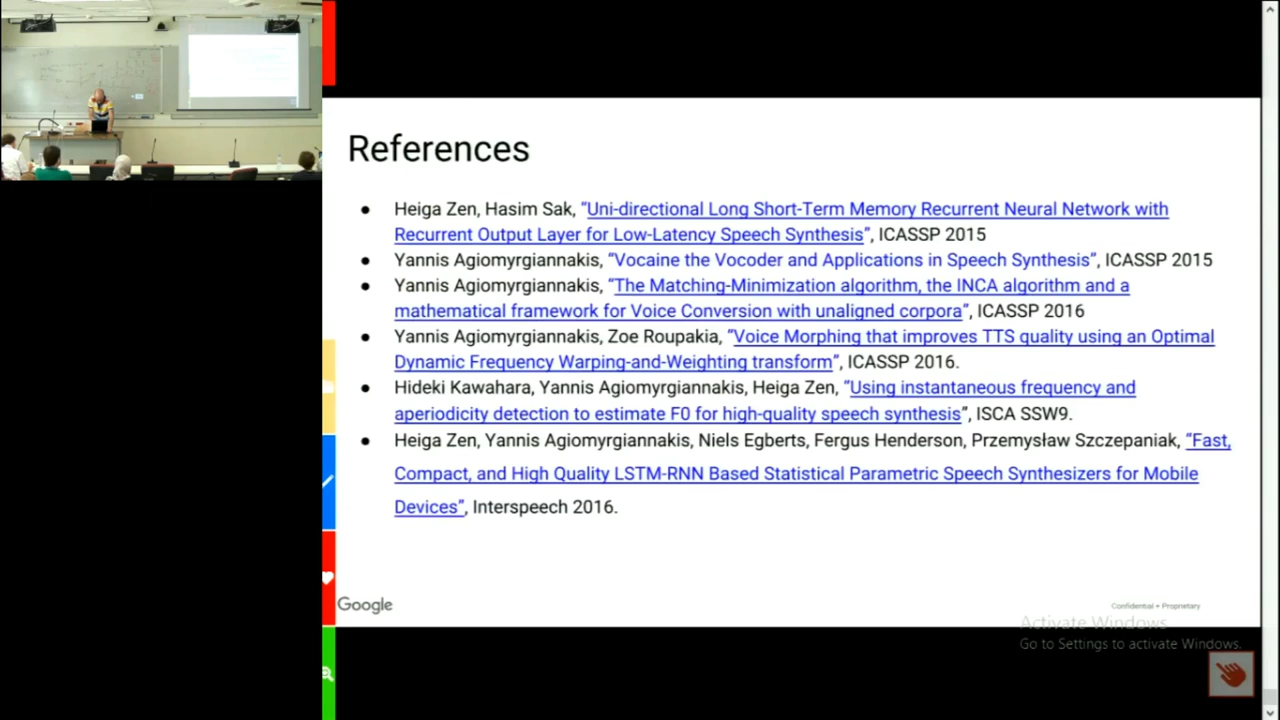 References
● Heiga Zen, Hasim Sak, “Uni-directional Long Short-Term Memory Recurrent Neural Network with
Recurrent Output Layer for Low-Latency Speech Synthesis”, ICASSP 2015
● Yannis Agiomyrgiannakis, “Vocaine the Vocoder and Applications in Speech Synthesis”, ICASSP 2015
● Yannis Agiomyrgiannakis, “The Matching-Minimization algorithm, the INCA algorithm and a
mathematical framework for Voice Conversion with unaligned corpora”, ICASSP 2016
● Yannis Agiomyrgiannakis, Zoe Roupakia, “Voice Morphing that improves TTS quality using an Optimal
Dynamic Frequency Warping-and-Weighting transform”, ICASSP 2016.
● Hideki Kawahara, Yannis Agiomyrgiannakis, Heiga Zen, “Using instantaneous frequency and
aperiodicity detection to estimate F0 for high-quality speech synthesis”, ISCA SSW9.
● Heiga Zen, Yannis Agiomyrgiannakis, Niels Egberts, Fergus Henderson, Przemysław Szczepaniak, “Fast,
Compact, and High Quality LSTM-RNN Based Statistical Parametric Speech Synthesizers for Mobile
Devices”, Interspeech 2016.
Google
Confidential + Proprietary
Activate Windows
Go to Settings to activate Windows.